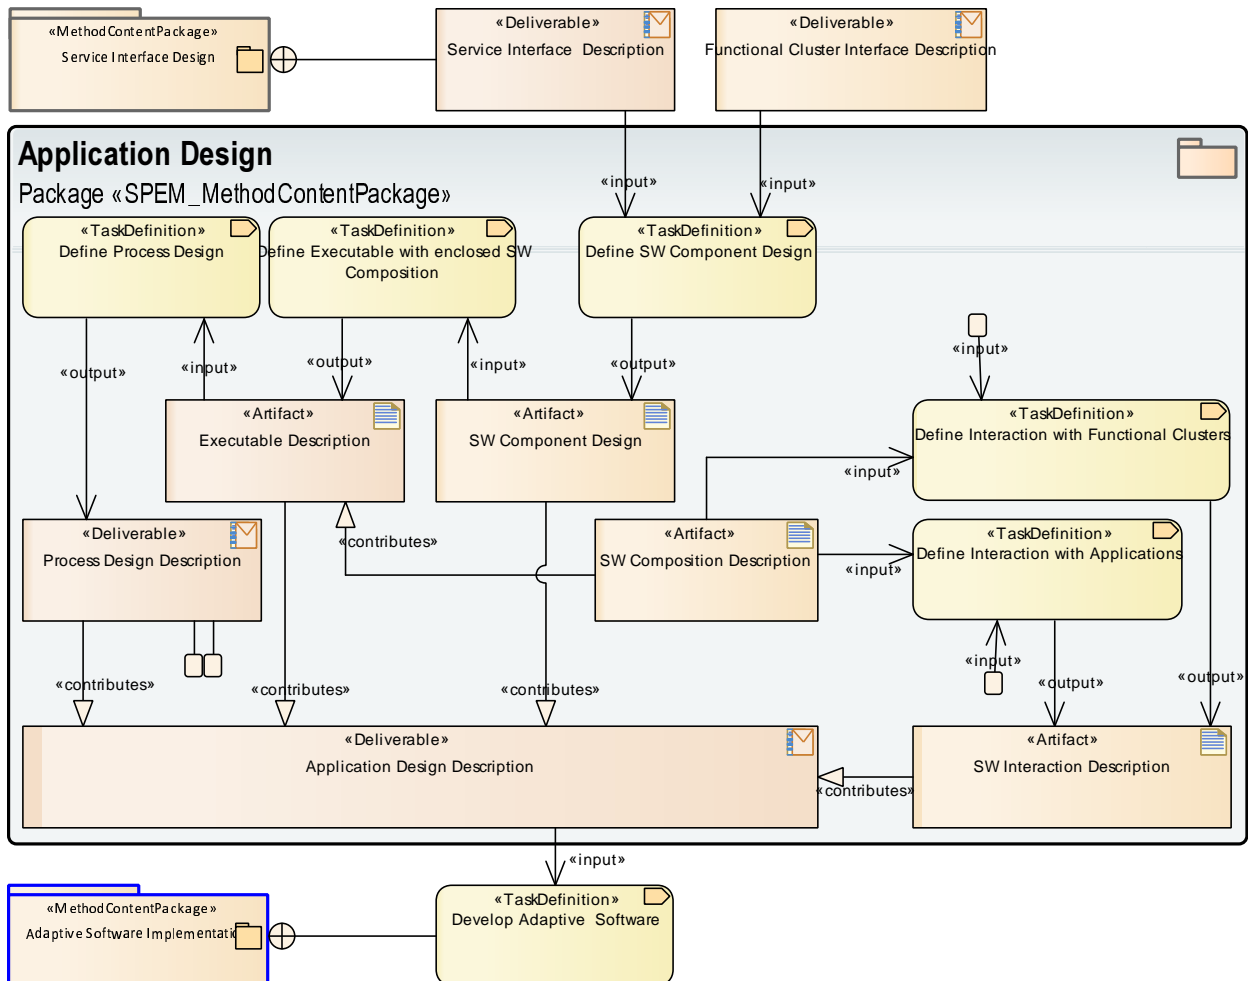 «MethodContentPackage»
Service Interface Design
«Deliverable»
Service Interface Description
«Deliverable»
Functional Cluster Interface Description
Application Design
Package «SPEM_MethodContentPackage»
«input»
«input»
«TaskDefinition»
Define Process Design
«TaskDefinition»
Define Executable with enclosed SW
Composition
«TaskDefinition»
Define SW Component Design
«output»
«input»
«output»
«input»
«output»
«input»
«Artifact»
Executable Description
«Artifact»
SW Component Design
«TaskDefinition»
Define Interaction with Functional Clusters
«input»
«contributes»
«Deliverable»
Process Design Description
«Artifact»
SW Composition Description
«TaskDefinition»
Define Interaction with Applications
«input»
«input»
«contributes»
«contributes»
«contributes»
«output»
«output»
«Deliverable»
Application Design Description
«Artifact»
SW Interaction Description
«contributes»
«input»
«MethodContentPackage»
Adaptive Software Implementatio
«TaskDefinition»
Develop Adaptive Software